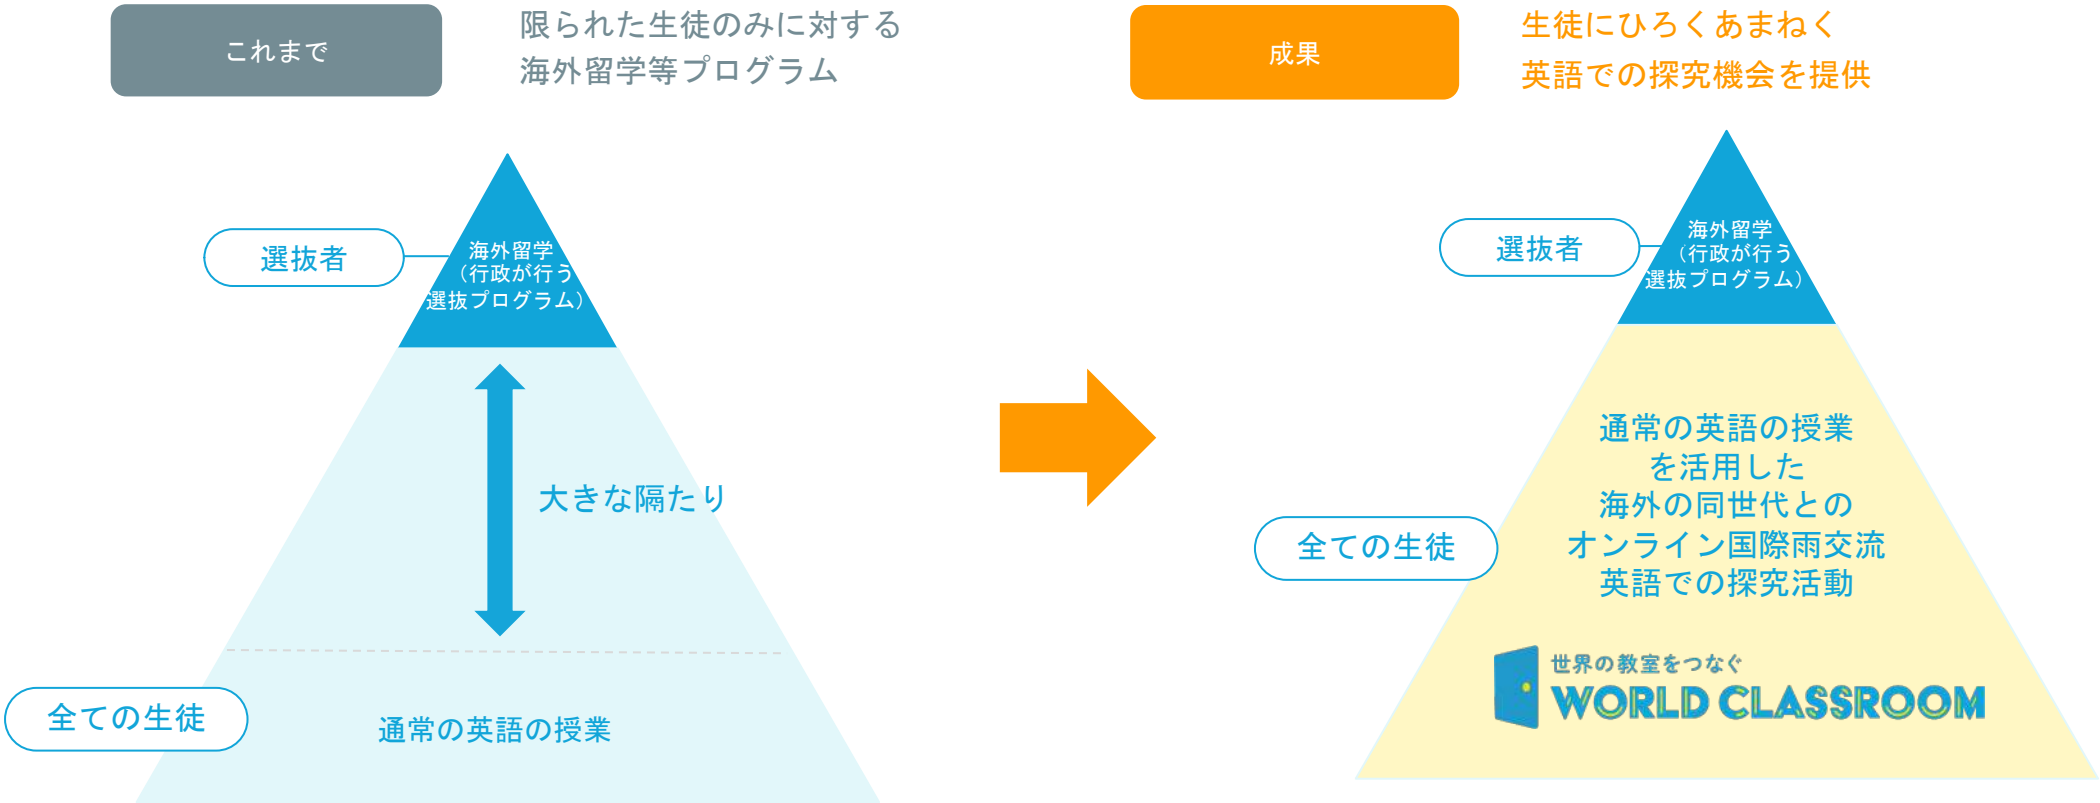 これまで
限られた生徒のみに対する
海外留学等プログラム
選抜者
海外留学
（行政が行う
選抜プログラム）
大きな隔たり
全ての生徒
通常の英語の授業
成果
生徒にひろくあまねく
英語での探究機会を提供
選抜者
海外留学
（行政が行う
選抜プログラム）
全ての生徒
通常の英語の授業
を活用した
海外の同世代との
オンライン国際雨交流
英語での探究活動
世界の教室をつなぐ
WORLD CLASSROOM